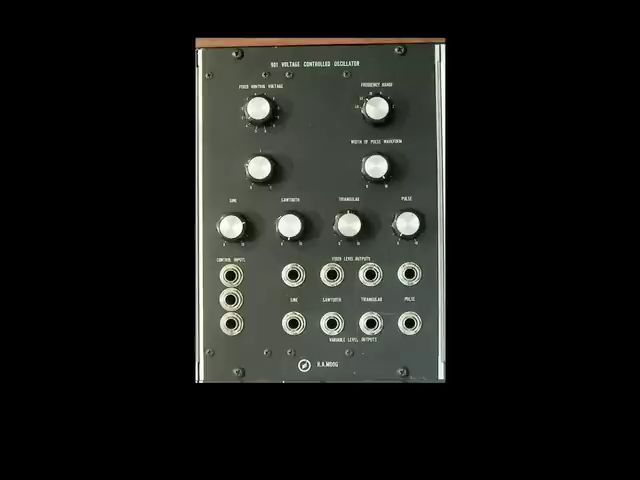 901 VOLTAGE CONTROLLED OSCILLATOR
FIXED CONTROL VOLTAGE
FREQUENCY RANGE
WIDTH OF PULSE WAVEFORM
SINE SAWTOOTH TRIANGULAR PULSE
CONTROL INPUTS
FIXED LEVEL OUTPUTS
SINE SAWTOOTH TRIANGULAR PULSE
VARIABLE LEVEL OUTPUTS
R.A.MOOG